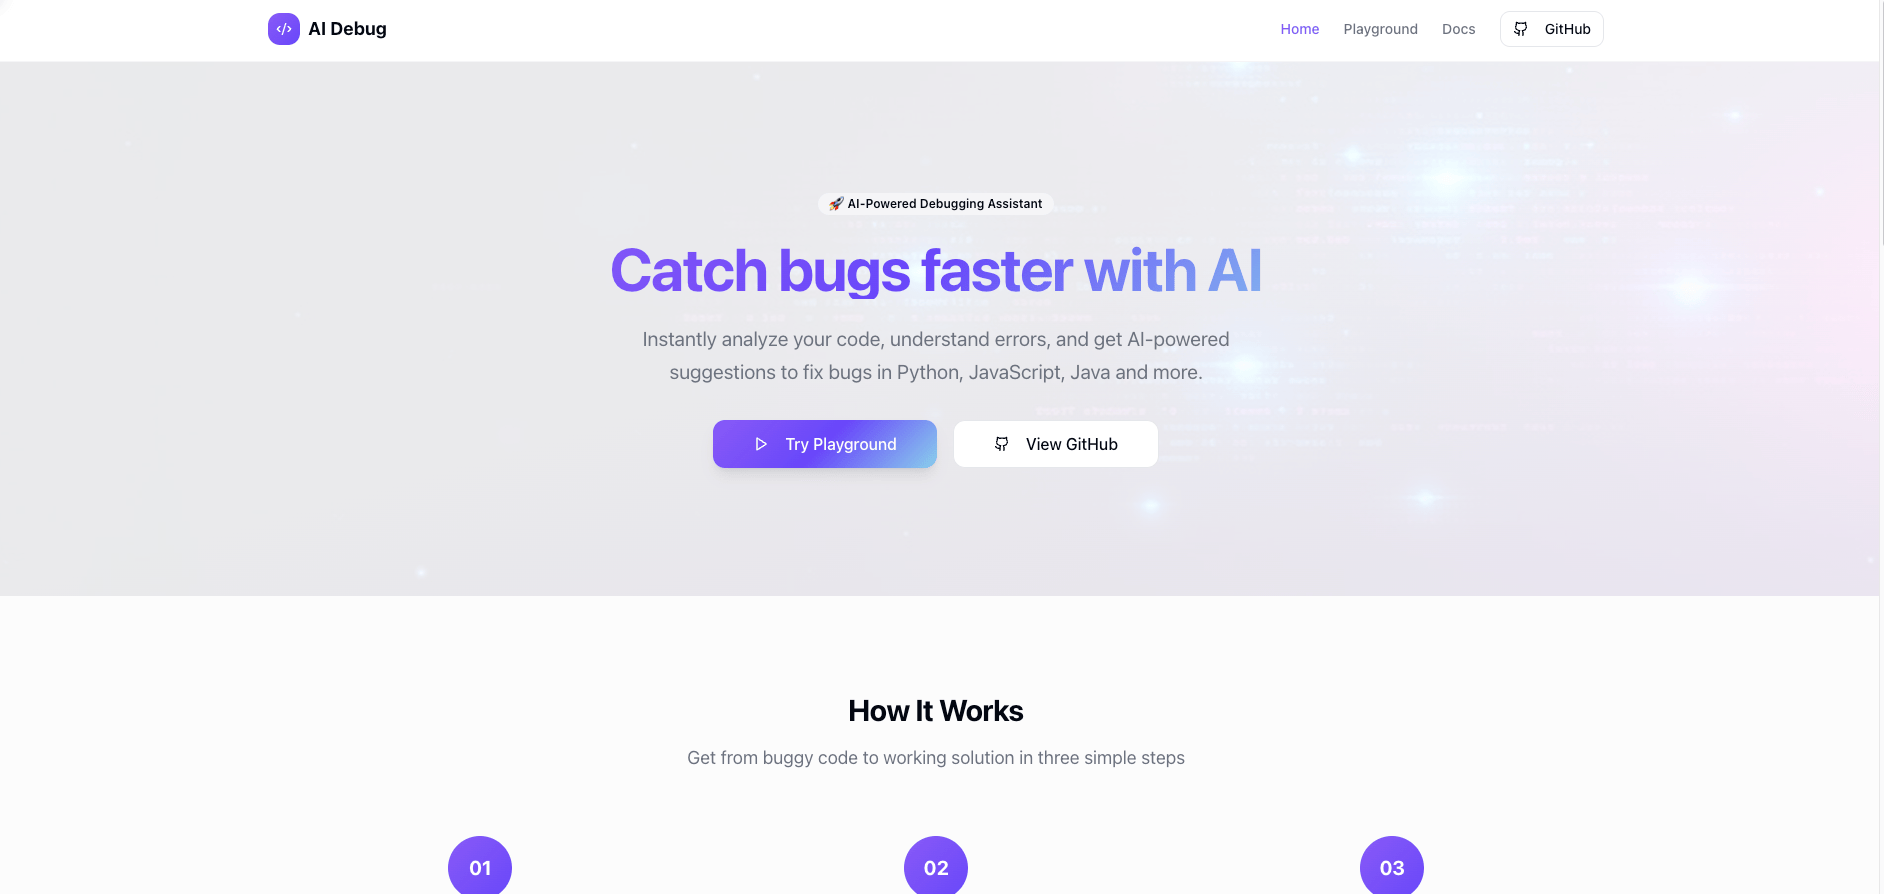 AI Debug
Home
Playground
Docs
GitHub
🚀 AI-Powered Debugging Assistant
Catch bugs faster with AI
Instantly analyze your code, understand errors, and get AI-powered
suggestions to fix bugs in Python, JavaScript, Java and more.
Try Playground
View GitHub
How It Works
Get from buggy code to working solution in three simple steps
01
02
03